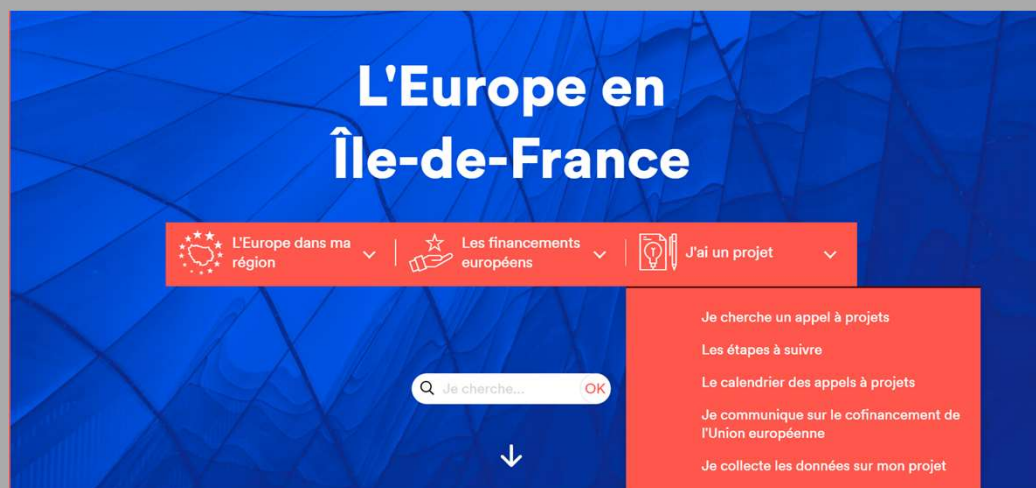 L'Europe en
Île-de-France
L'Europe dans ma
région
Les financements
européens
J'ai un projet
Je cherche un appel à projets
Les étapes à suivre
Le calendrier des appels à projets
Je communique sur le cofinancement de
l'Union européenne
Je collecte les données sur mon projet
Je cherche... OK